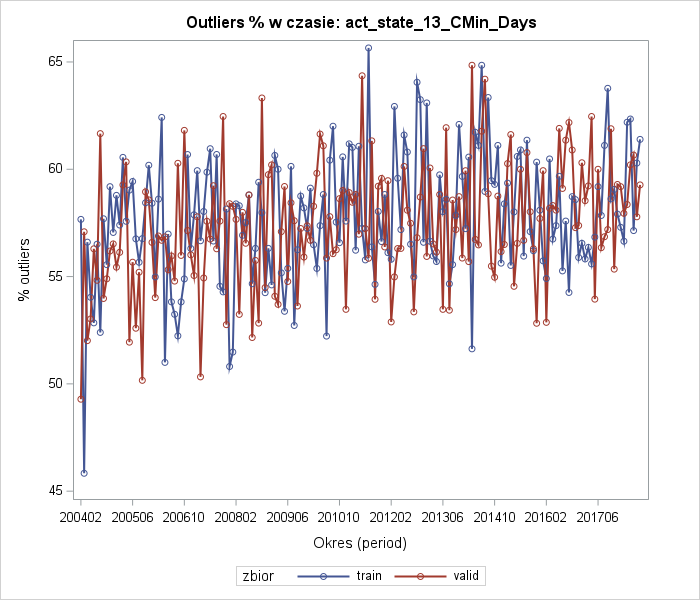 Outliers % w czasie: act_state_13_CMin_Days
% outliers
65
60
55
50
45
200402 200506 200610 200802 200906 201010 201202 201306 201410 201602 201706
Okres (period)
zbior train valid